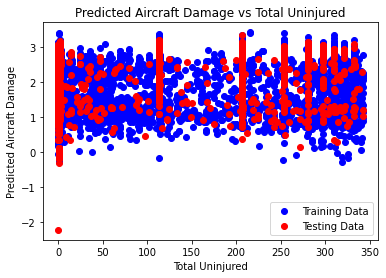 Predicted Aircraft Damage vs Total Uninjured
Predicted Aircraft Damage
3
2
1
0
−1
−2
0 50 100 150 200 250 300 350
Total Uninjured
Training Data
Testing Data